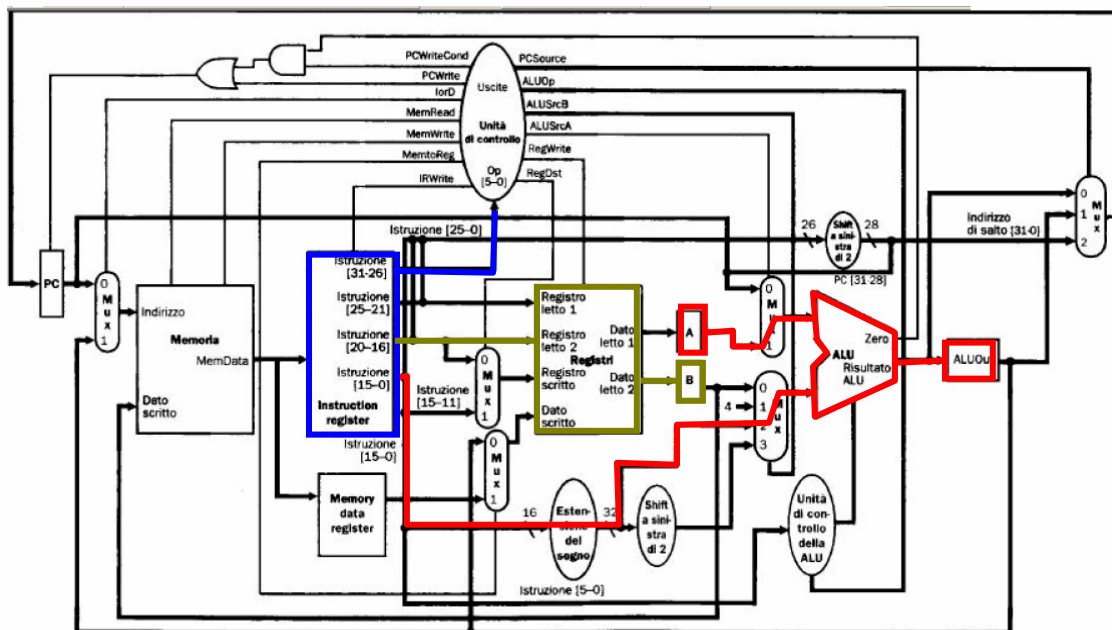 PCWriteCond
PCWrite
IorD
MemRead
MemWrite
MemtoReg
IRWrite
Uscite
Unità
di controllo
Op
[5-0]
PCSource
ALUOp
ALUSrcB
ALUSrcA
RegWrite
RegDst
Istruzione [25-0]
26
28
Shift
a sini-
stra
di 2
Indirizzo
di salto [31-0]
PC [31-28]
0
1
2
Mux
PC
0
Mux
1
Indirizzo
Memoria
MemData
Dato
scritto
Istruzione
[31-26]
Istruzione
[25-21]
Istruzione
[20-16]
Istruzione
[15-0]
Instruction
register
Istruzione
[15-11]
Istruzione
[15-0]
0
Mux
1
0
Mux
1
Registro
letto 1
Registro
letto 2
Registri
Registro
scritto
Dato
scritto
Dato
letto 1
Dato
letto 2
A
B
0
1
4
0
1
2
3
Mux
Zero
ALU
Risultato
ALU
ALUOu
Memory
data
register
16
32
del
segno
Shift
a sini-
stra
di 2
Unità
di con-
trollo
della
ALU
Istruzione [5-0]